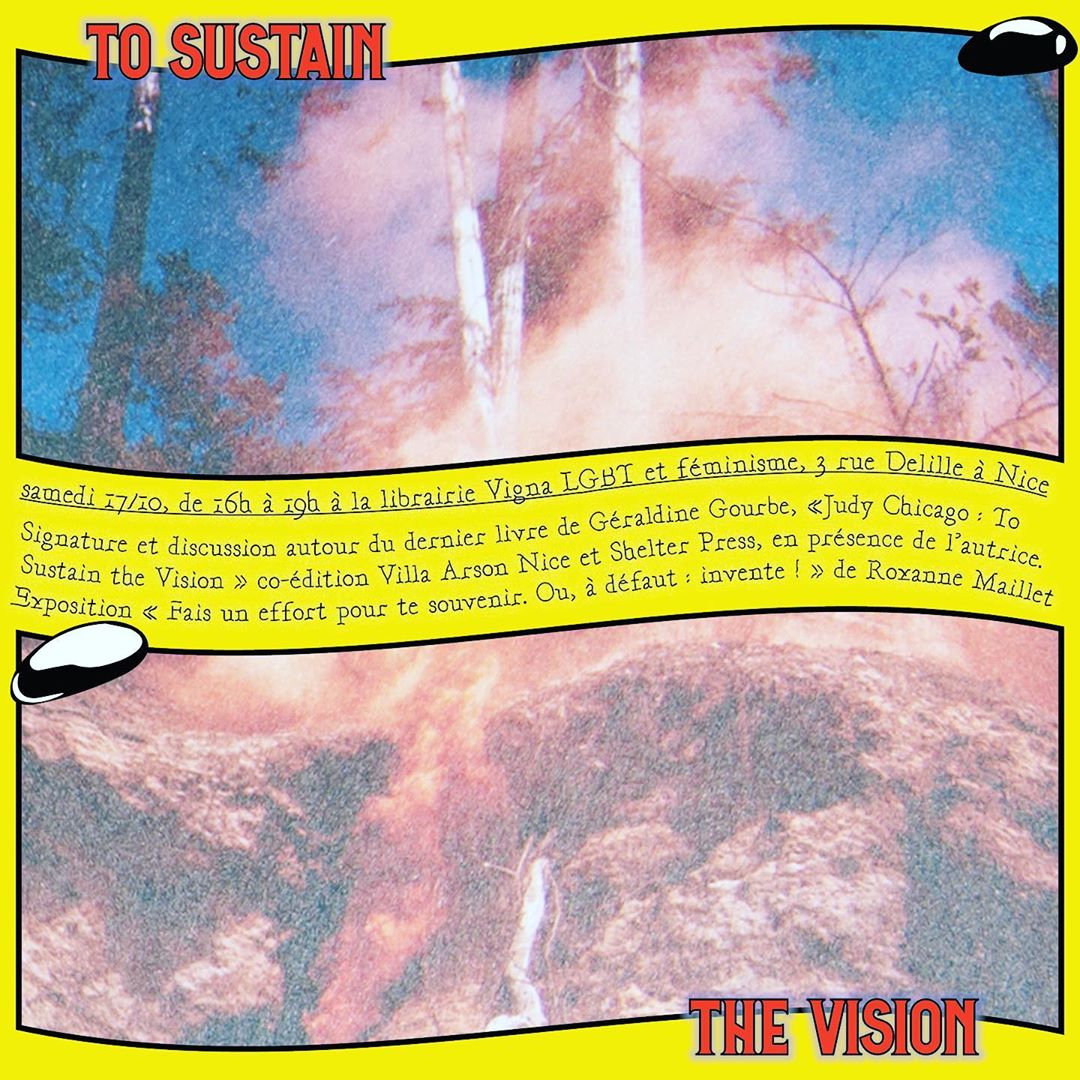 TO SUSTAIN
samedi 17/10, de 16h à 19h à la librairie Vigna LGBT et féminisme, 3 rue Delille à Nice
Signature et discussion autour du dernier livre de Géraldine Gourbe, «Judy Chicago : To
Sustain the Vision » co-édition Villa Arson Nice et Shelter Press, en présence de l'autrice.
Exposition « Fais un effort pour te souvenir. Ou, à défaut : invente ! » de Roxanne Maillet
THE VISION